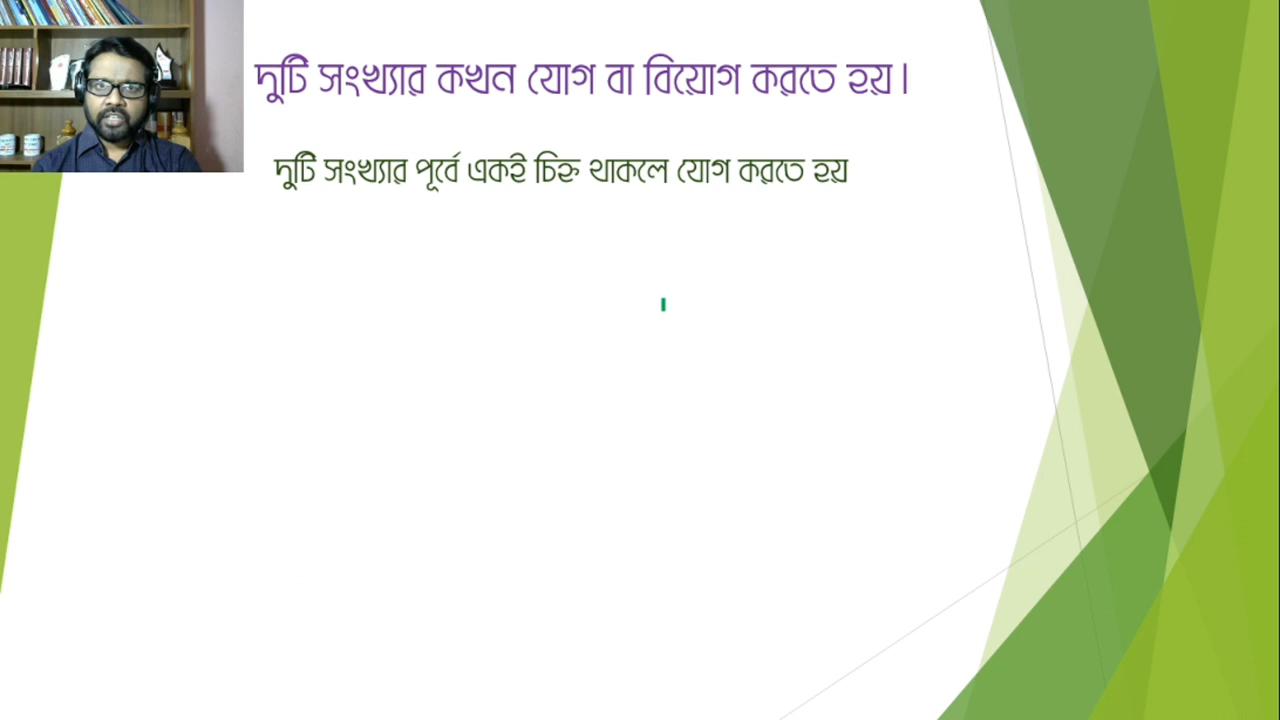 দুটি সংখ্যার কখন যোগ বা বিয়োগ করতে হয়।
দুটি সংখ্যার পূর্বে একই চিহ্ন থাকলে যোগ করতে হয়